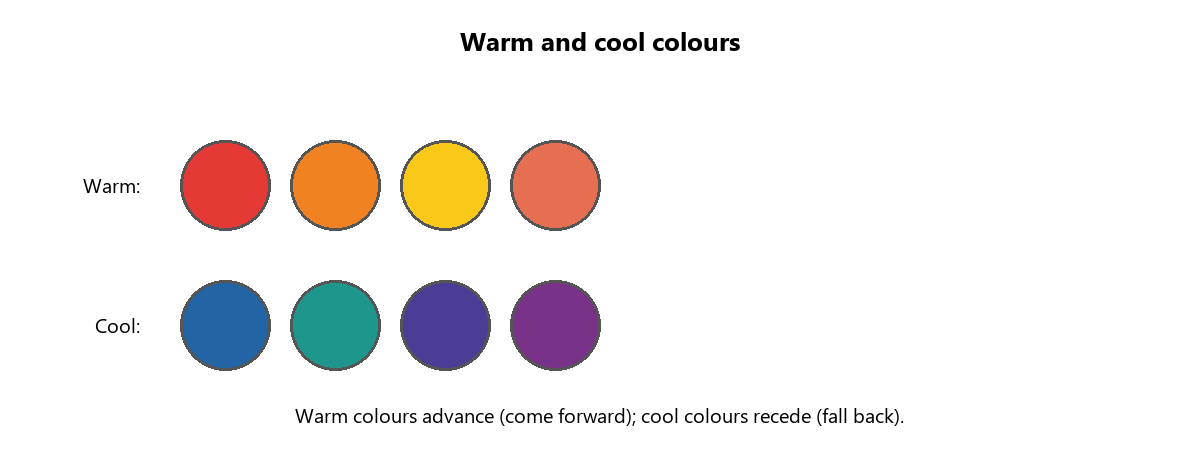 Warm and cool colours
Warm:
Cool:
Warm colours advance (come forward); cool colours recede (fall back).